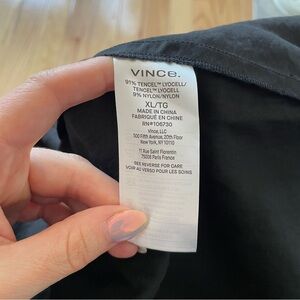 VINCE.
91% TENCEL™ LYOCELL/
TENCEL™ LYOCELL
9% NYLON/NYLON
XL/TG
MADE IN CHINA
FABRIQUÉ EN CHINE
RN#106730
Vince, LLC
500 Fifth Avenue, 20th Floor
New York, NY 10110
11 Rue Saint Florentin
75008 Paris France
SEE REVERSE FOR CARE
VOIR AU VERSO POUR LES SOINS